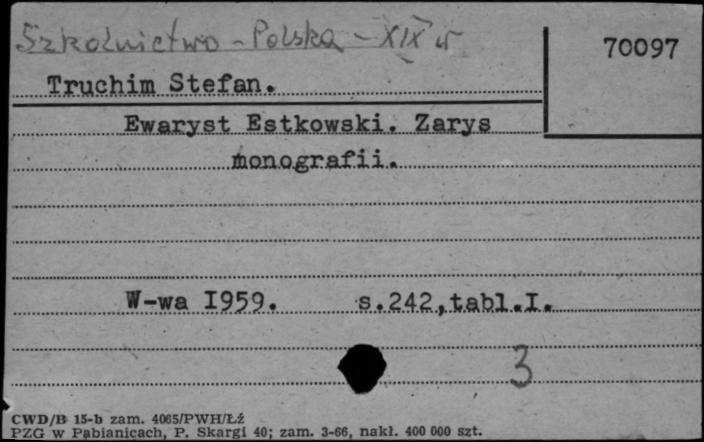 Szkolnictwo - Polska - XIX w
70097
Truchim Stefan.
Ewaryst Estkowski. Zarys
monografii.
W-wa I959. s.242,tabl.I.
3
CWD/B 15-b zam. 4065/PWH/Łź
PZG w Pabianicach, P. Skargi 40; zam. 3-66, nakł. 400 000 szt.